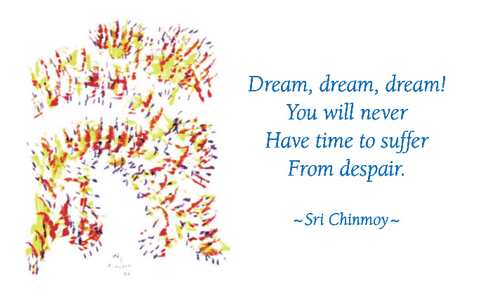 Dream, dream, dream!
You will never
Have time to suffer
From despair.
~Sri Chinmoy~